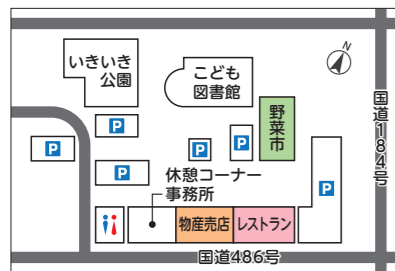 いきいき
公園
こども
図書館
N
国道184号
野菜市
P
P
P
P
P
P
休憩コーナー
事務所
物産売店
レストラン
国道486号